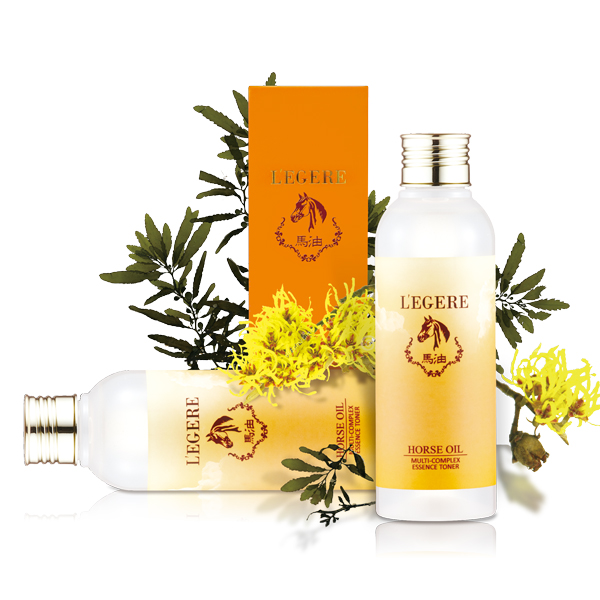 L'EGERE
馬油
L'EGERE
馬油
HORSE OIL
MULTI-COMPLEX
ESSENCE TONER
L'EGERE
馬油
HORSE OIL
MULTI-COMPLEX
ESSENCE TONER